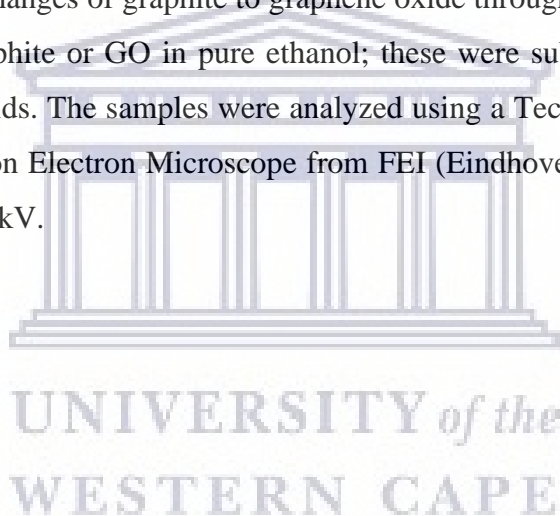 anges of graphite to graphene oxide throug
phite or GO in pure ethanol; these were su
ds. The samples were analyzed using a Tec
on Electron Microscope from FEI (Eindhove
kV.
UNIVERSITY of the
WESTERN CAPE